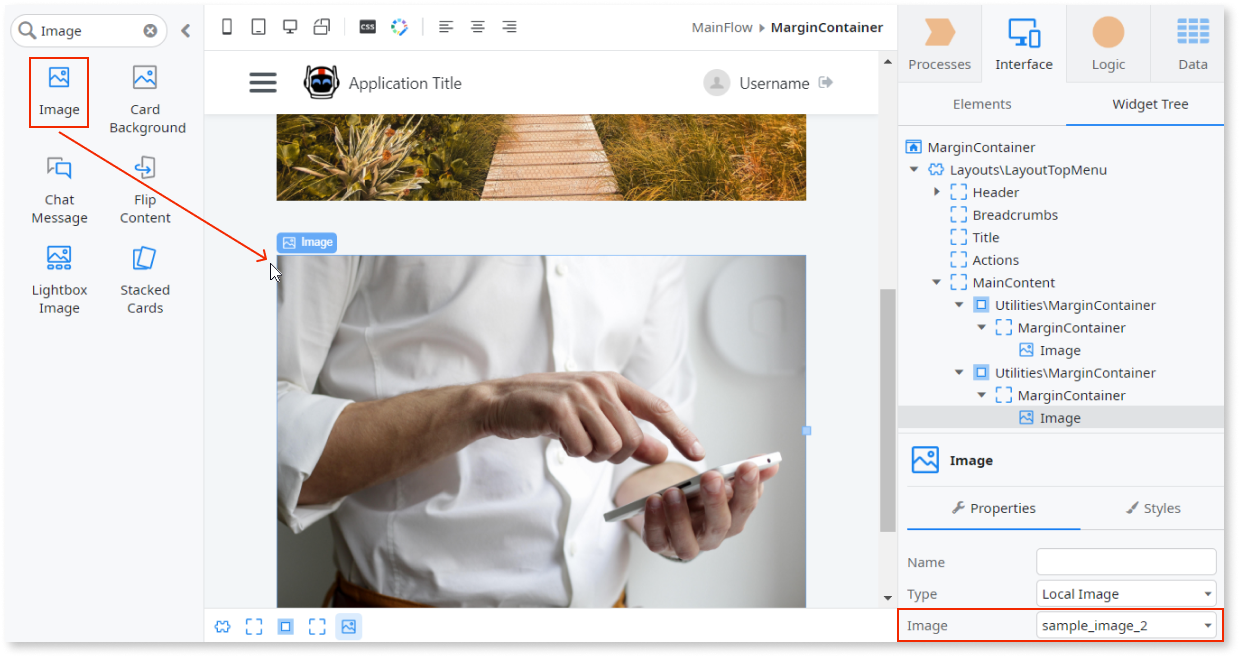 Image
Image
Card
Background
Chat
Message
Flip
Content
Lightbox
Image
Stacked
Cards
CSS
MainFlow
MarginContainer
Application Title
Username
Image
Processes
Interface
Logic
Data
Elements
Widget Tree
MarginContainer
Layouts\LayoutTopMenu
Header
Breadcrumbs
Title
Actions
MainContent
Utilities\MarginContainer
MarginContainer
Image
Utilities\MarginContainer
MarginContainer
Image
Image
Properties
Styles
Name
Type
Local Image
Image
sample_image_2